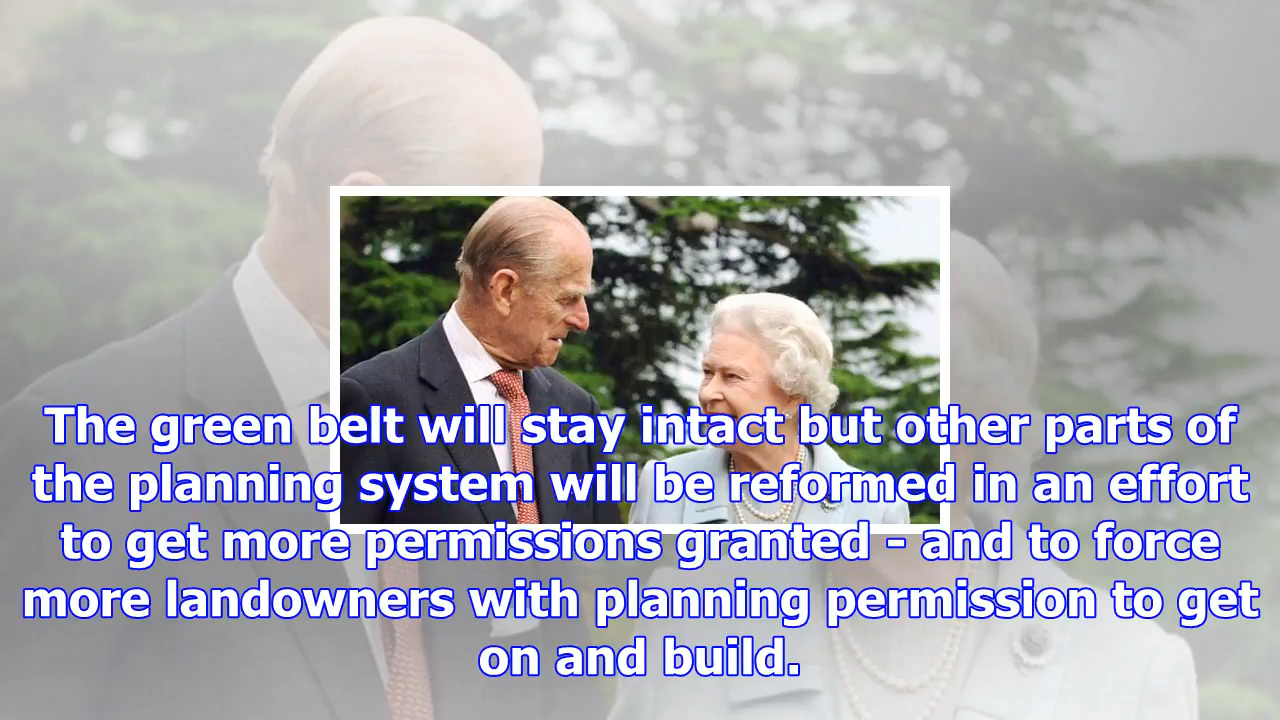 The green belt will stay intact but other parts of
the planning system will be reformed in an effort
to get more permissions granted - and to force
more landowners with planning permission to get
on and build.